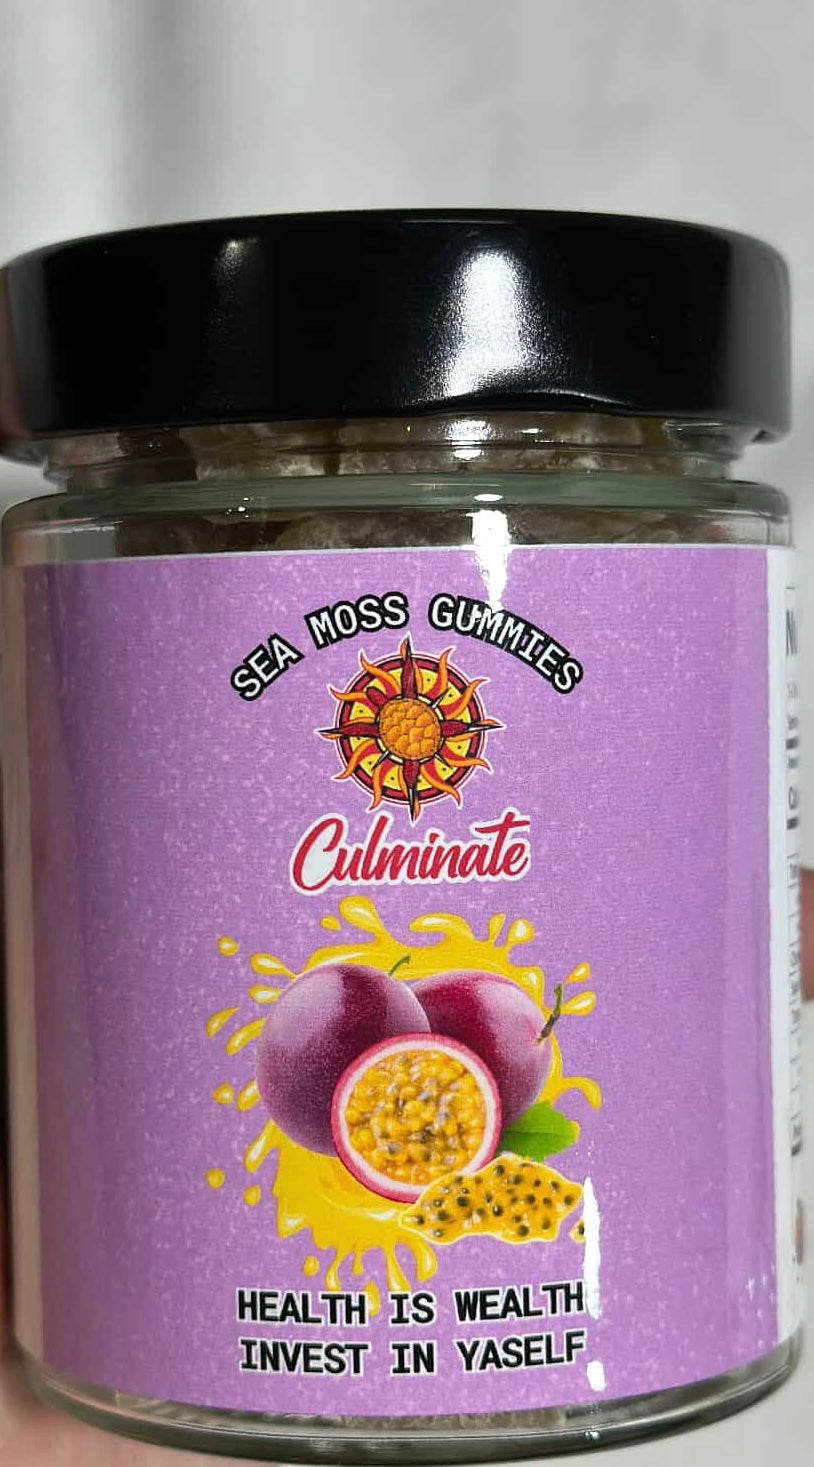 SEA MOSS GUMMIES
Culminate
HEALTH IS WEALTH
INVEST IN YASELF